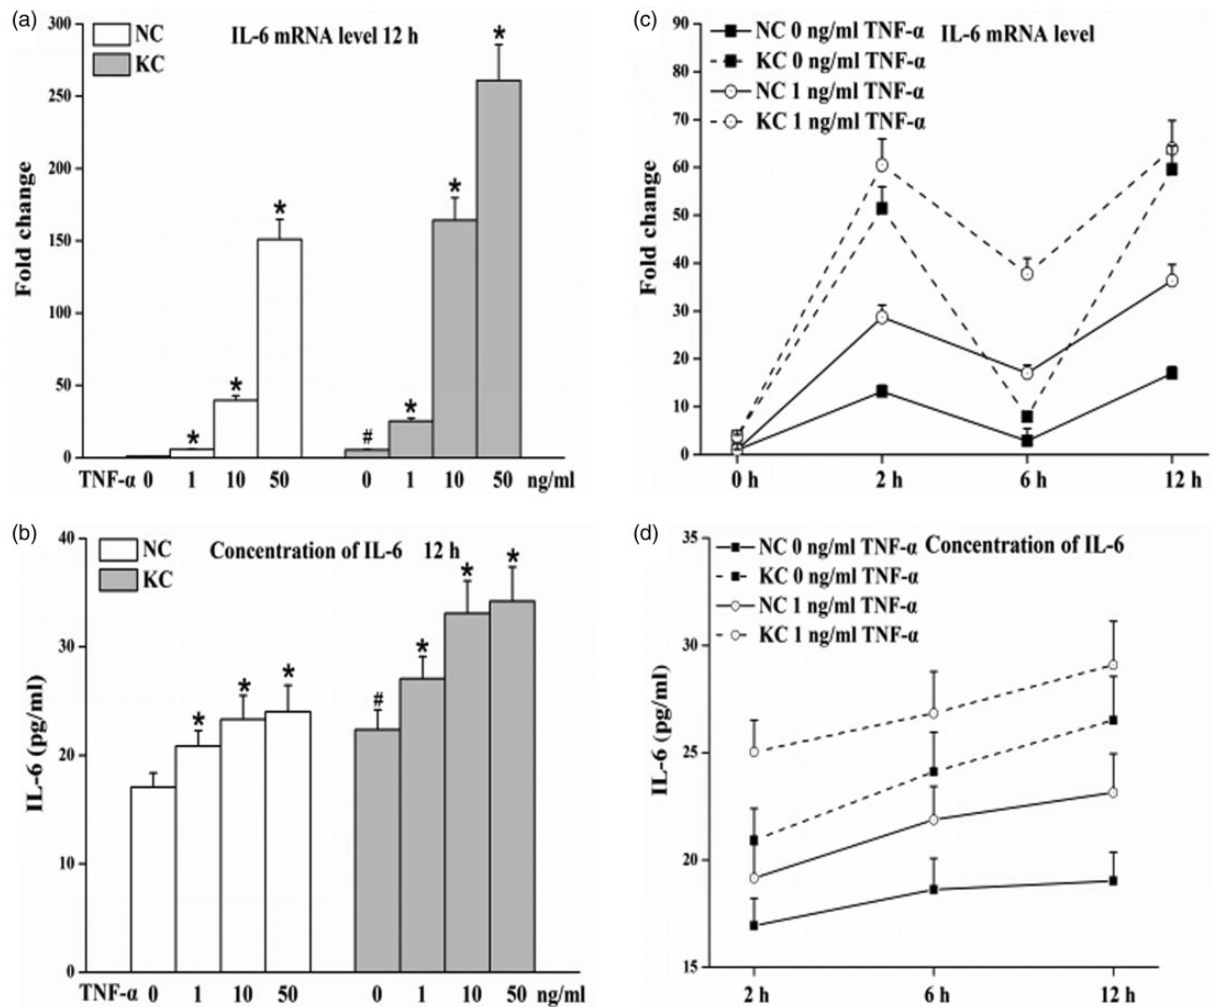 (a)
300
NC
KC
IL-6 mRNA level 12 h
250
200
150
100
50
0
Fold change
*
*
*
#
*
*
*
TNF-α 0 1 10 50 0 1 10 50 ng/ml
(c)
90
NC 0 ng/ml TNF-α
KC 0 ng/ml TNF-α
NC 1 ng/ml TNF-α
KC 1 ng/ml TNF-α
IL-6 mRNA level
80
70
60
50
40
30
20
10
0
Fold change
0 h 2 h 6 h 12 h
(b)
40
NC
KC
Concentration of IL-6 12 h
30
20
10
0
IL-6 (pg/ml)
*
*
*
#
*
*
*
TNF-α 0 1 10 50 0 1 10 50 ng/ml
(d)
35
NC 0 ng/ml TNF-α
KC 0 ng/ml TNF-α
NC 1 ng/ml TNF-α
KC 1 ng/ml TNF-α
Concentration of IL-6
30
25
20
15
IL-6 (pg/ml)
2 h 6 h 12 h